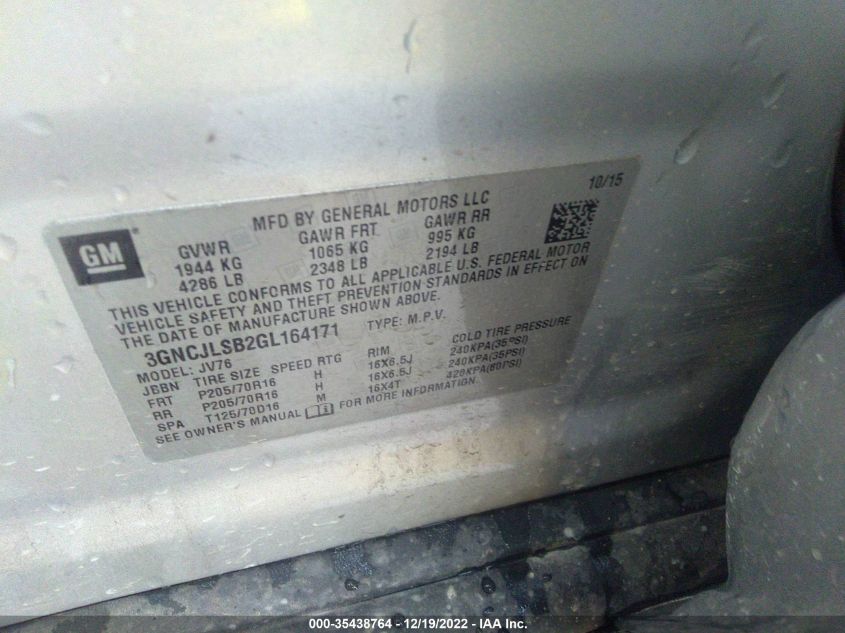 10/15
GM
MFD BY GENERAL MOTORS LLC
GVWR GAWR FRT. GAWR RR
1944 KG 1065 KG 995 KG
4286 LB 2348 LB 2194 LB
THIS VEHICLE CONFORMS TO ALL APPLICABLE U.S. FEDERAL MOTOR
VEHICLE SAFETY AND THEFT PREVENTION STANDARDS IN EFFECT ON
THE DATE OF MANUFACTURE SHOWN ABOVE.
3GNCJLSB2GL164171 TYPE: M.P.V.
MODEL: JV76
JBBN TIRE SIZE SPEED RTG RIM COLD TIRE PRESSURE
FRT P205/70R16 H 16X6.5J 240KPA(35PSI)
RR P205/70R16 H 16X6.5J 240KPA(35PSI)
SPA T125/70D16 M 16X4T 420KPA(60PSI)
SEE OWNER'S MANUAL FOR MORE INFORMATION.
000-35438764 - 12/19/2022 - IAA Inc.